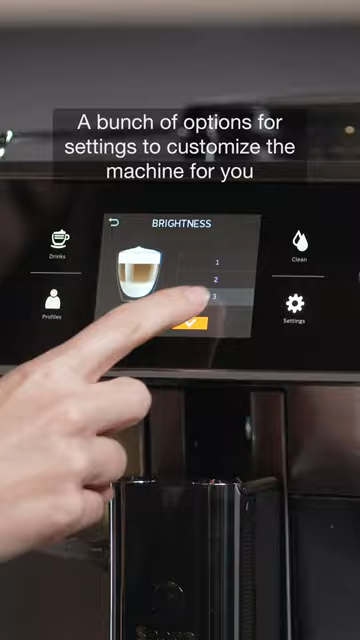 A bunch of options for
settings to customize the
machine for you
BRIGHTNESS
Drinks
1
Clean
2
Profiles
3
Settings